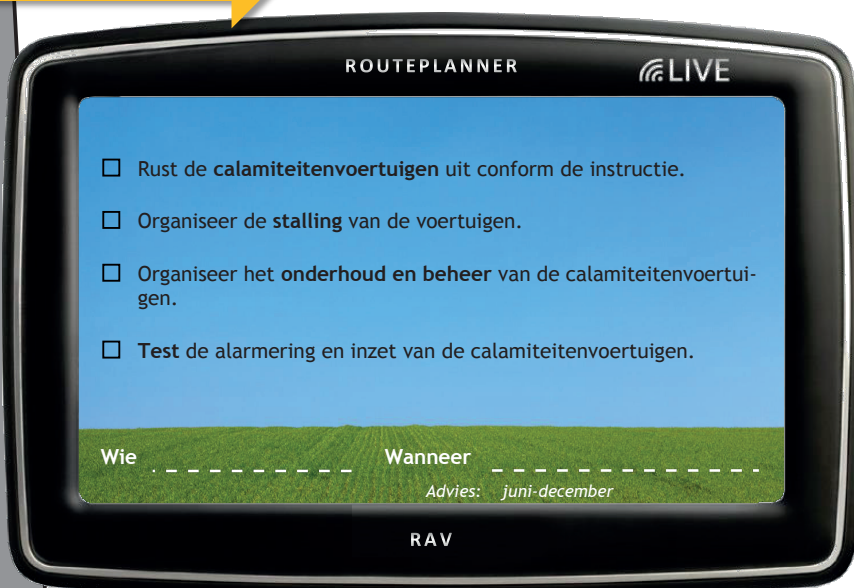 ROUTEPLANNER
LIVE
☐ Rust de calamiteitenvoertuigen uit conform de instructie.
☐ Organiseer de stalling van de voertuigen.
☐ Organiseer het onderhoud en beheer van de calamiteitenvoertui-
gen.
☐ Test de alarmering en inzet van de calamiteitenvoertuigen.
Wie Wanneer
Advies: juni-december
RAV